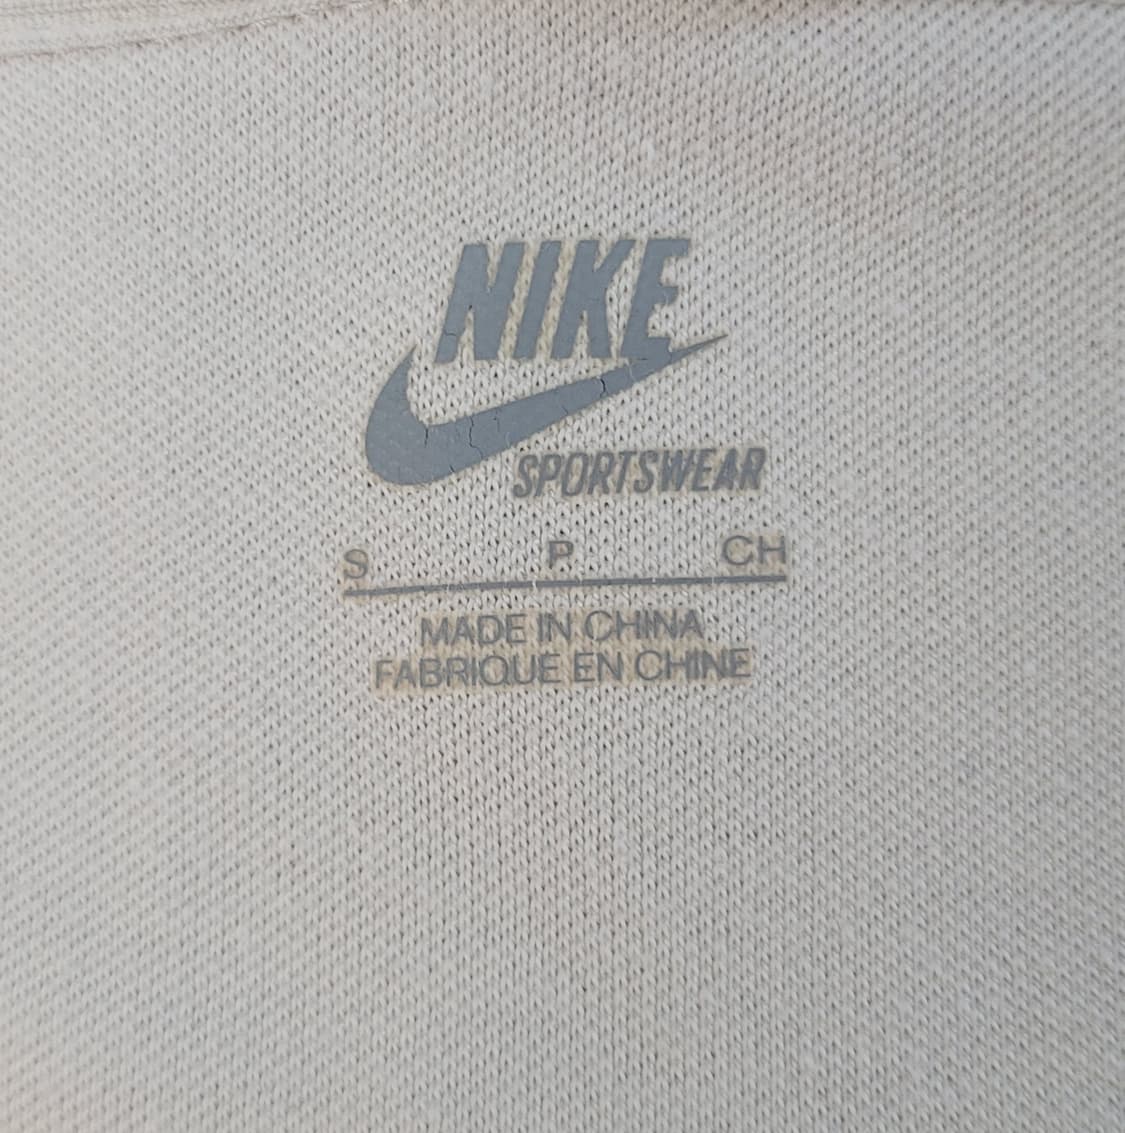 NIKE
SPORTSWEAR
S P CH
MADE IN CHINA
FABRIQUE EN CHINE